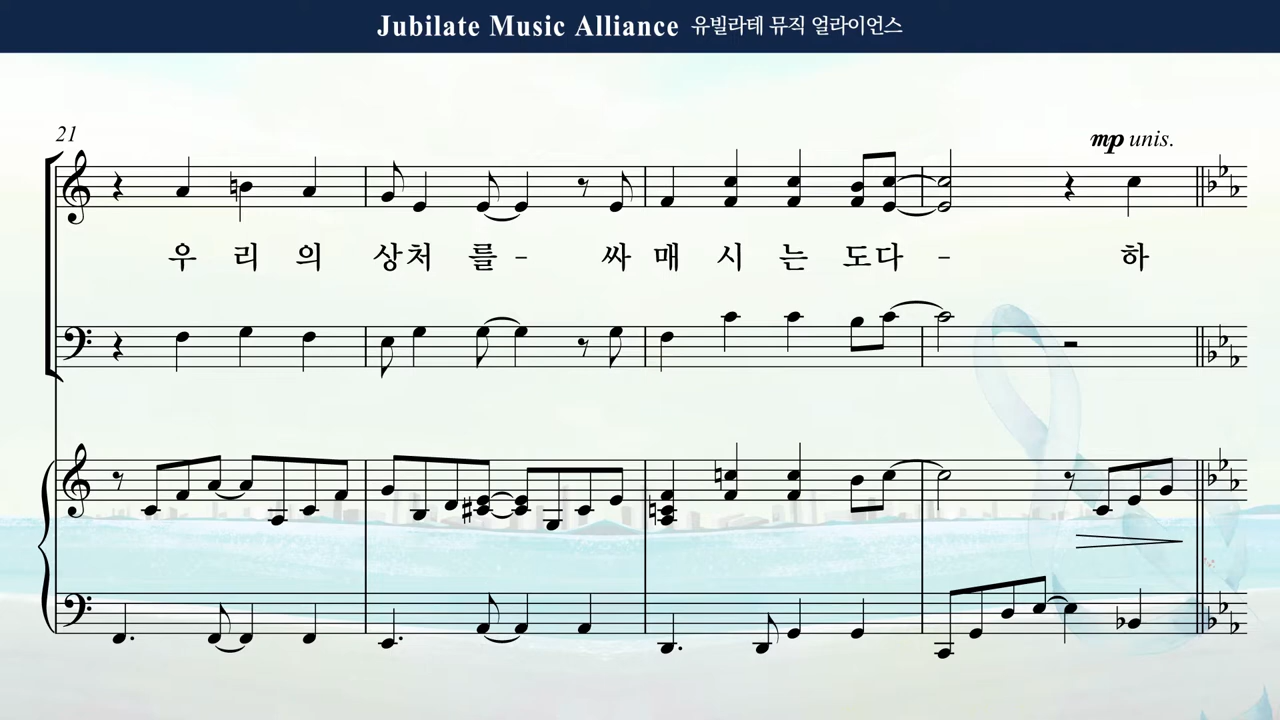 Jubilate Music Alliance 유빌라테 뮤직 얼라이언스
21
mp unis.
우 리 의 상처 를 - 싸 매 시 는 도다 - 하